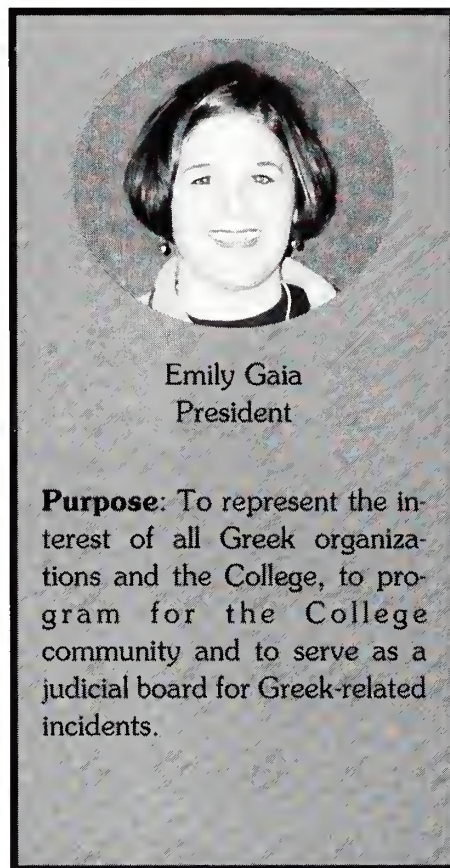 Emily Gaia
President
Purpose: To represent the in-
terest of all Greek organiza-
tions and the College, to pro-
gram for the College
community and to serve as a
judicial board for Greek-related
incidents.